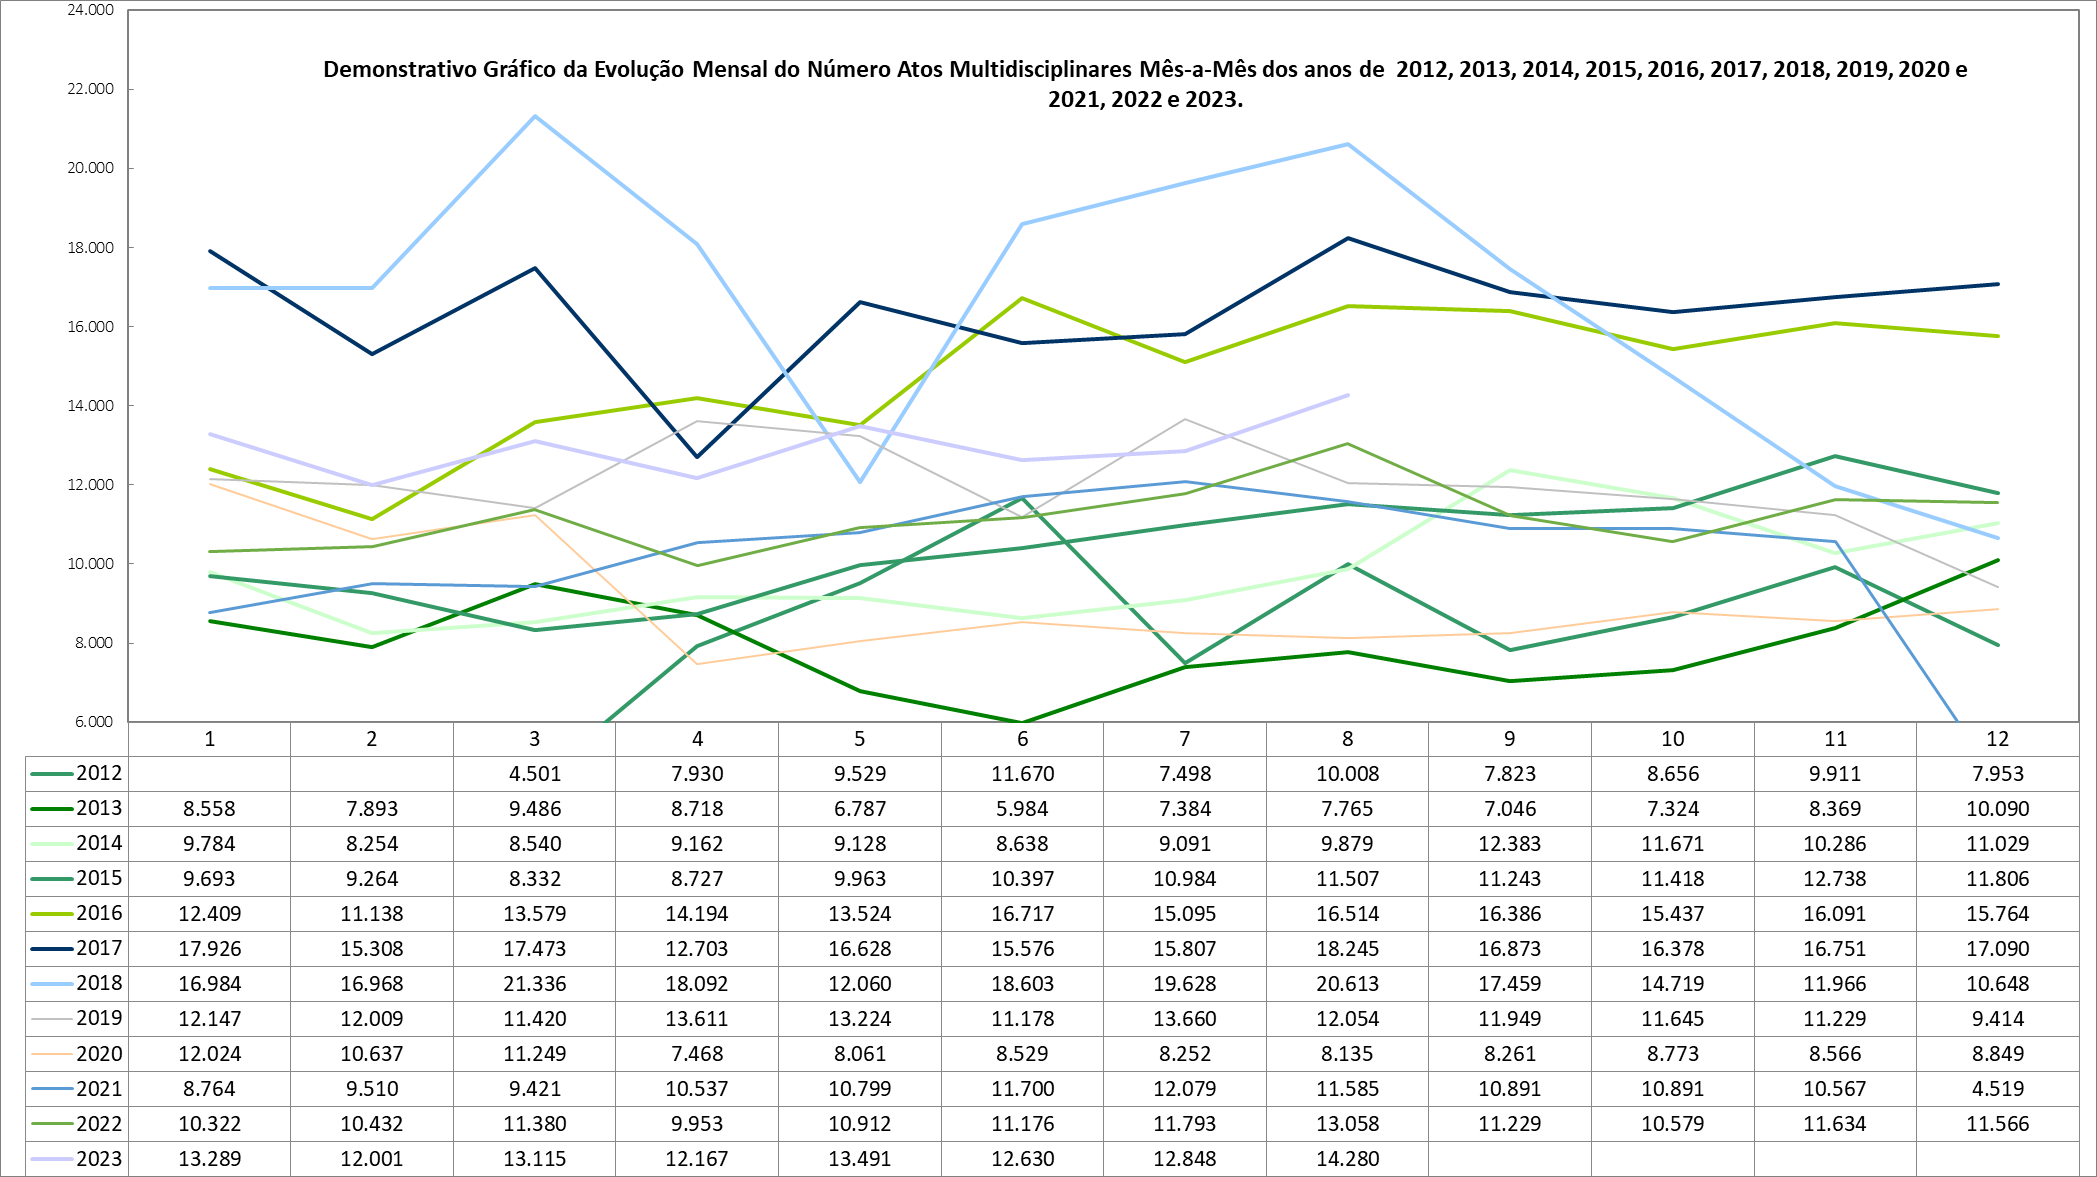 Demonstrativo Gráfico da Evolução Mensal do Número Atos Multidisciplinares Mês-a-Mês dos anos de 2012, 2013, 2014, 2015, 2016, 2017, 2018, 2019, 2020 e
2021, 2022 e 2023.
24.000
22.000
20.000
18.000
16.000
14.000
12.000
10.000
8.000
6.000
1 2 3 4 5 6 7 8 9 10 11 12
2012 4.501 7.930 9.529 11.670 7.498 10.008 7.823 8.656 9.911 7.953
2013 8.558 7.893 9.486 8.718 6.787 5.984 7.384 7.765 7.046 7.324 8.369 10.090
2014 9.784 8.254 8.540 9.162 9.128 8.638 9.091 9.879 12.383 11.671 10.286 11.029
2015 9.693 9.264 8.332 8.727 9.963 10.397 10.984 11.507 11.243 11.418 12.738 11.806
2016 12.409 11.138 13.579 14.194 13.524 16.717 15.095 16.514 16.386 15.437 16.091 15.764
2017 17.926 15.308 17.473 12.703 16.628 15.576 15.807 18.245 16.873 16.378 16.751 17.090
2018 16.984 16.968 21.336 18.092 12.060 18.603 19.628 20.613 17.459 14.719 11.966 10.648
2019 12.147 12.009 11.420 13.611 13.224 11.178 13.660 12.054 11.949 11.645 11.229 9.414
2020 12.024 10.637 11.249 7.468 8.061 8.529 8.252 8.135 8.261 8.773 8.566 8.849
2021 8.764 9.510 9.421 10.537 10.799 11.700 12.079 11.585 10.891 10.891 10.567 4.519
2022 10.322 10.432 11.380 9.953 10.912 11.176 11.793 13.058 11.229 10.579 11.634 11.566
2023 13.289 12.001 13.115 12.167 13.491 12.630 12.848 14.280